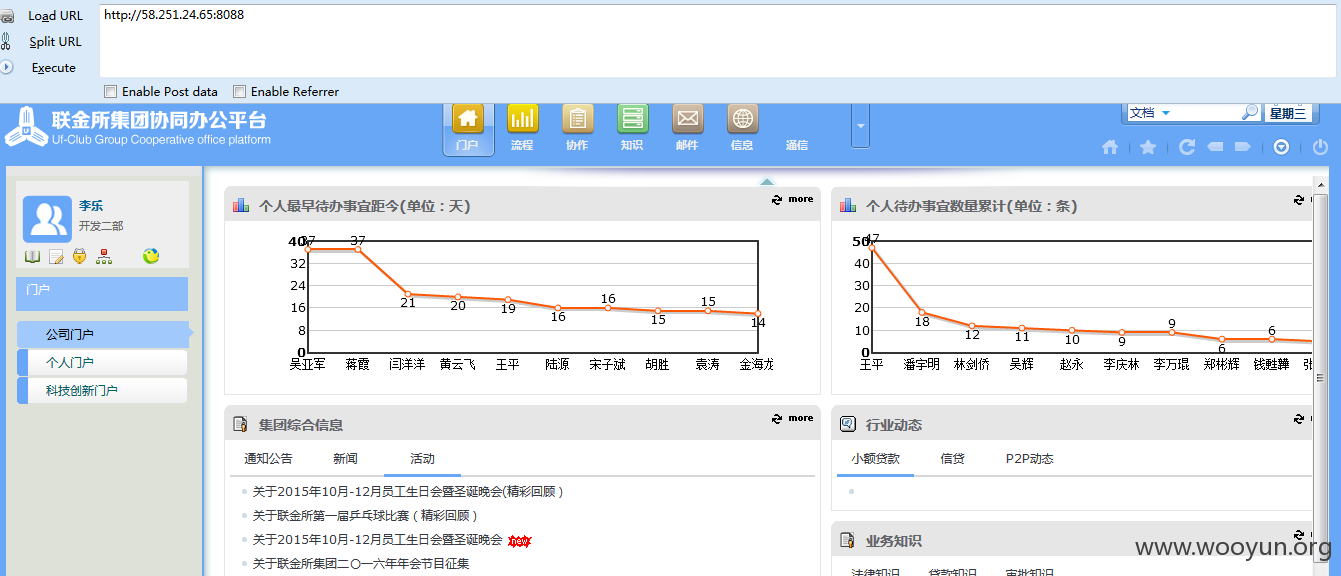 Load URL
http://58.251.24.65:8088
Split URL
Execute
Enable Post data
Enable Referrer
联金所集团协同办公平台
Uf-Club Group Cooperative office platform
门户
流程
协作
知识
邮件
信息
通信
文档
星期三
李乐
开发二部
门户
公司门户
个人门户
科技创新门户
个人最早待办事宜距今(单位：天)
more
40
32
24
16
8
0
37
37
21
20
19
16
16
15
15
14
吴亚军 蒋霞 闫洋洋 黄云飞 王平 陆源 宋子斌 胡胜 袁涛 金海龙
个人待办事宜数量累计(单位：条)
50
40
30
20
10
0
47
18
12
11
10
9
9
6
6
王平 潘宇明 林剑侨 吴辉 赵永 李庆林 李万琨 郑彬辉
集团综合信息
more
通知公告 新闻 活动
关于2015年10月-12月员工生日会暨圣诞晚会(精彩回顾）
关于联金所第一届乒乓球比赛（精彩回顾）
关于2015年10月-12月员工生日会暨圣诞晚会 new
关于联金所集团二〇一六年年会节目征集
行业动态
小额贷款 信贷 P2P动态
业务知识
法律知识 贷款知识 审批知识
www.wooyun.org